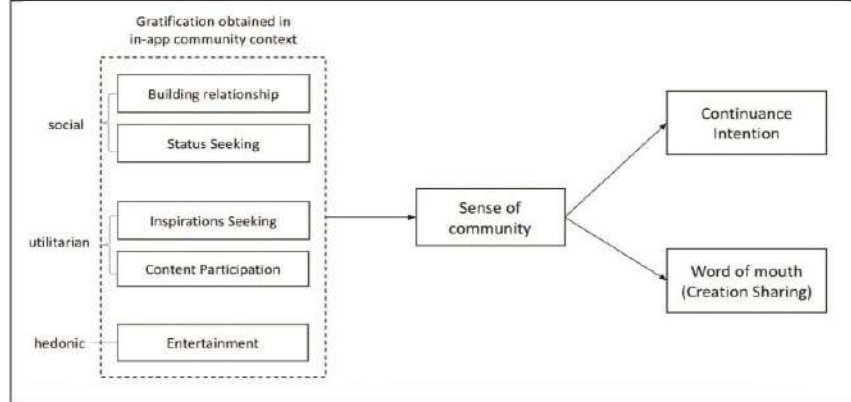 Gratification obtained in
in-app community context
social
Building relationship
Status Seeking
utilitarian
Inspirations Seeking
Content Participation
hedonic
Entertainment
Sense of
community
Continuance
Intention
Word of mouth
(Creation Sharing)